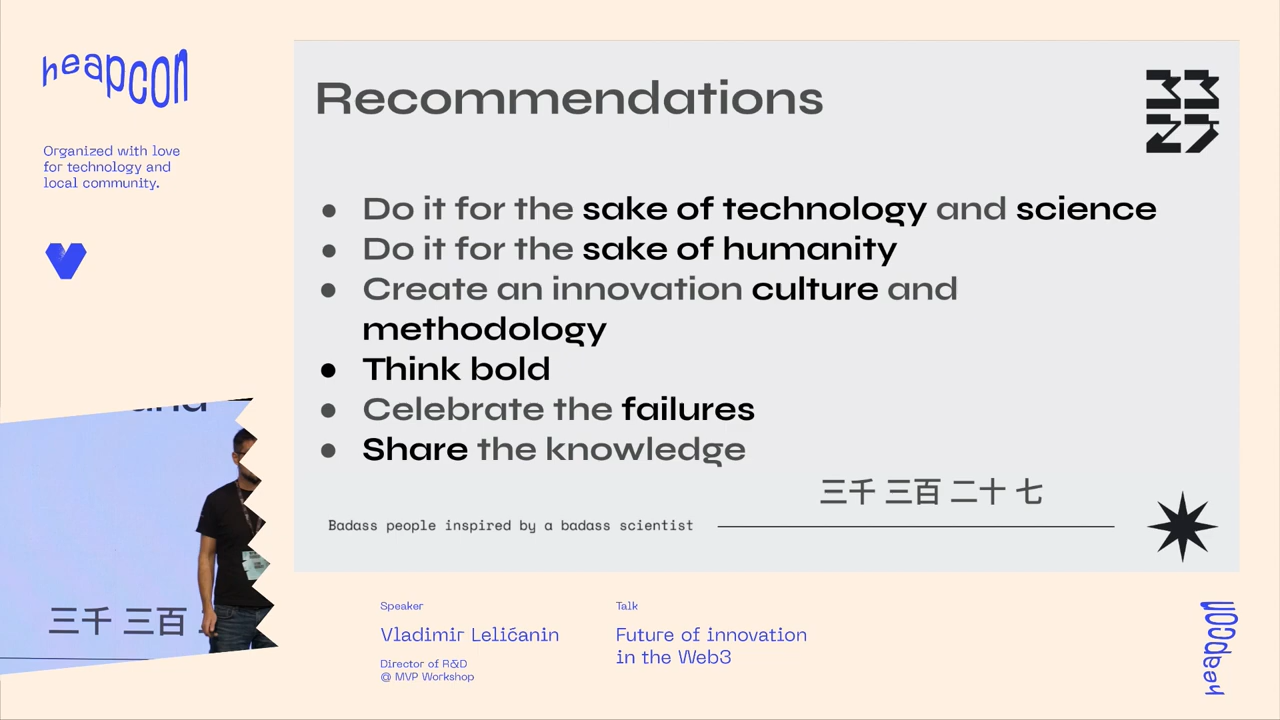 heapcon
Organized with love
for technology and
local community.
Recommendations
33
27
● Do it for the sake of technology and science
● Do it for the sake of humanity
● Create an innovation culture and
methodology
● Think bold
● Celebrate the failures
● Share the knowledge
三千 三百 二十 七
Badass people inspired by a badass scientist
三千 三百
Speaker
Vladimir Leličanin
Director of R&D
@ MVP Workshop
Talk
Future of innovation
in the Web3
heapcon